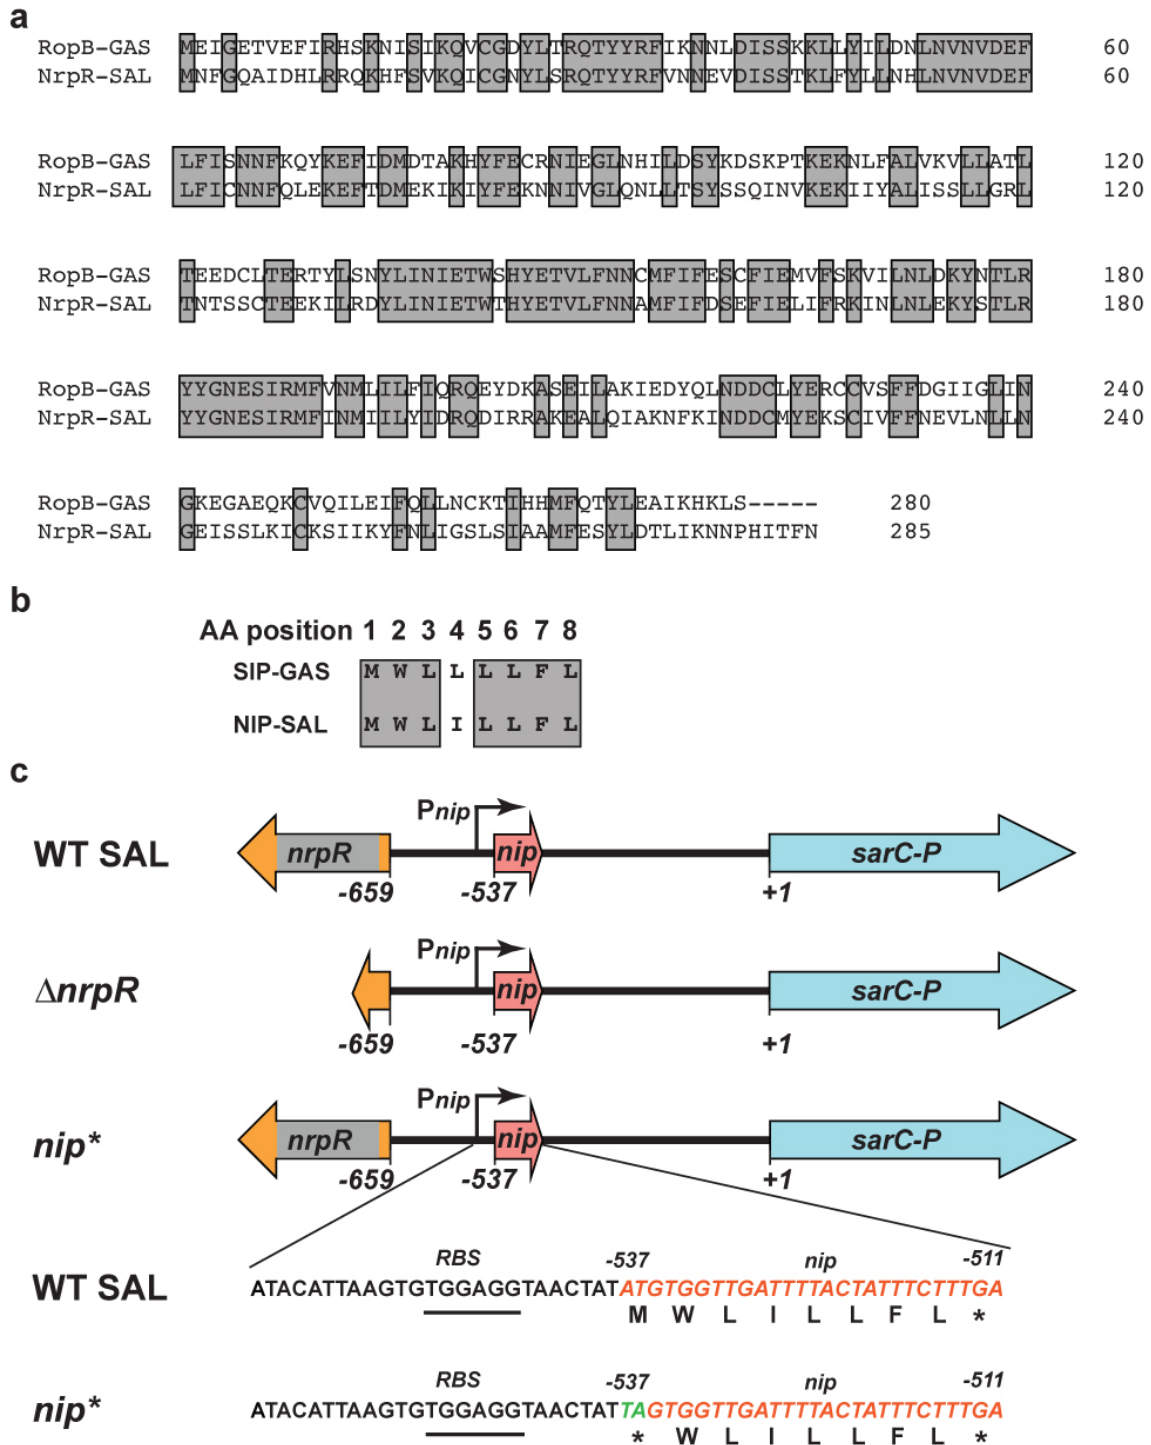 a
RopB-GAS MEIGETVEFIRHSKNISIKQVCGDYLTRQTYYRFIKNNLDISSKKLLYILDNLNVNVDEF 60
NrpR-SAL MNFGQAIDHLRRQKHFSVKQICGNYLSRQTYYRFVNNEVDISSTKLFYLLNHLNVNVDEF 60
RopB-GAS LFISNNFKQYKEFIDMDTAKHYFECRNIEGLNHILDSYKDSKPTKEKNLFALVKVLLATL 120
NrpR-SAL LFICNNFQLEKEFTDMEKIKIYFEKNNIVGLQNLLTSYSSQINVKEKIIYALISSLLGRL 120
RopB-GAS TEEDCLTERTYLSNYLINIETWSHYETVLFNNCMFIFESCFIEMVFSKVILNLDKYNTLR 180
NrpR-SAL TNTSSCTEEKILRDYLINIETWTHYETVLFNNAMFIFDSEFIELIFRKINLNLEKYSTLR 180
RopB-GAS YYGNESIRMFVNMLILFIQRQEYDKASEILAKIEDYQLNDDCLYERCCVSFFDGIIGLIN 240
NrpR-SAL YYGNESIRMFINMIILYIDRQDIRRAKEALQIAKNFKINDDCMYEKSCIVFFNEVLNLLN 240
RopB-GAS GKEGAEQKCVQILEIFQLLNCKTIHHMFQTYLEAIKHKLS----- 280
NrpR-SAL GEISSLKICKSIIKYFNLIGSLSIAAMFESYLDTLIKNNPHITFN 285
b
AA position 1 2 3 4 5 6 7 8
SIP-GAS M W L L L L F L
NIP-SAL M W L I L L F L
c
Pnip
WT SAL nrpR nip sarC-P
-659 -537 +1
Pnip
ΔnrpR nip sarC-P
-659 -537 +1
Pnip
nip* nrpR nip sarC-P
-659 -537 +1
RBS -537 nip -511
WT SAL ATACATTAAGTGTGGAGGTAACTATATGTGGTTGATTTTACTATTTCTTTGA
M W L I L L F L *
RBS -537 nip -511
nip* ATACATTAAGTGTGGAGGTAACTATTAGTGGTTGATTTTACTATTTCTTTGA
* W L I L L F L *